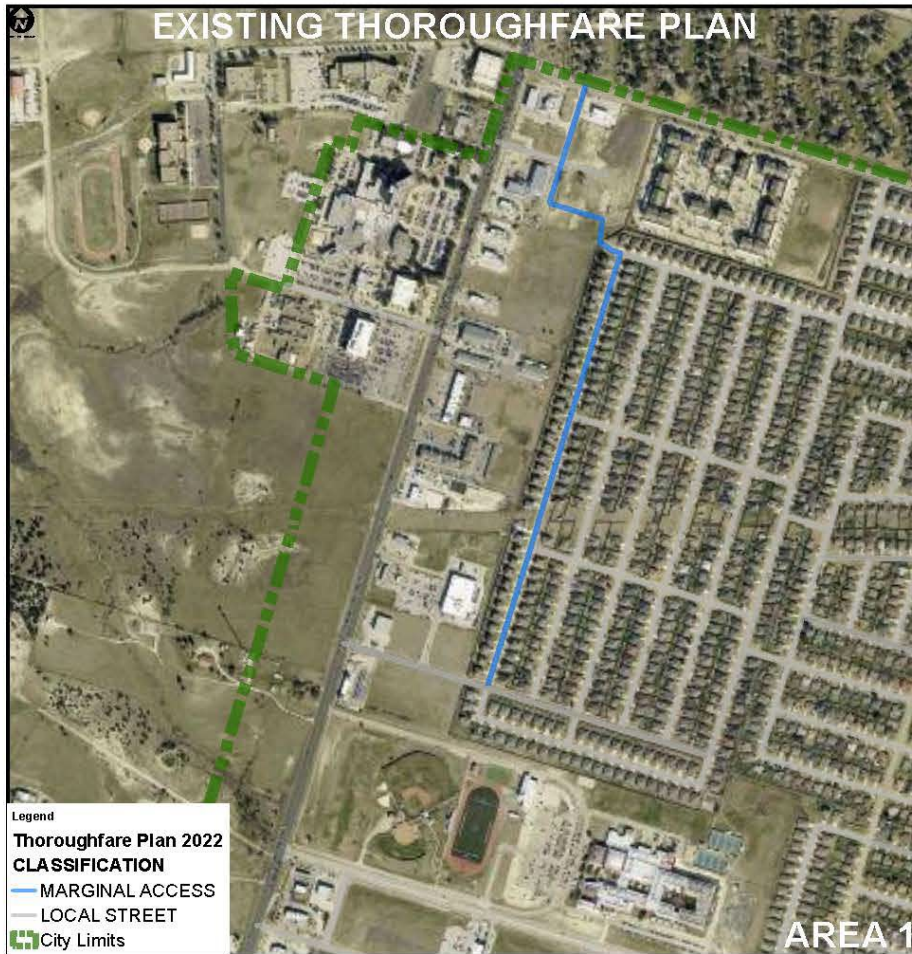 N
EXISTING THOROUGHFARE PLAN
Legend
Thoroughfare Plan 2022
CLASSIFICATION
MARGINAL ACCESS
LOCAL STREET
City Limits
AREA 1